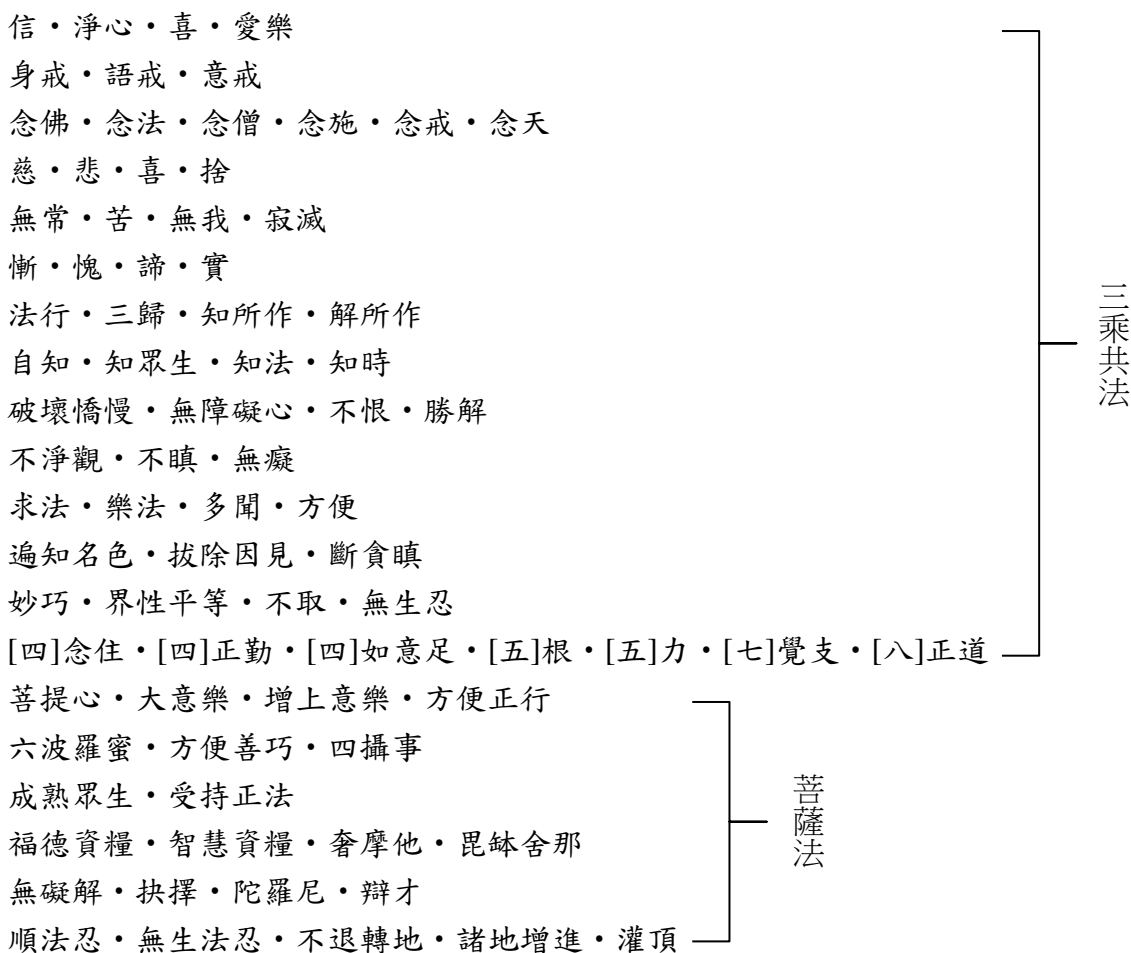 信・淨心・喜・愛樂
身戒・語戒・意戒
念佛・念法・念僧・念施・念戒・念天
慈・悲・喜・捨
無常・苦・無我・寂滅
慚・愧・諦・實
法行・三歸・知所作・解所作
自知・知眾生・知法・知時
破壞憍慢・無障礙心・不恨・勝解
不淨觀・不瞋・無癡
求法・樂法・多聞・方便
遍知名色・拔除因見・斷貪瞋
妙巧・界性平等・不取・無生忍
[四]念住・[四]正勤・[四]如意足・[五]根・[五]力・[七]覺支・[八]正道
三乘共法
菩提心・大意樂・增上意樂・方便正行
六波羅蜜・方便善巧・四攝事
成熟眾生・受持正法
福德資糧・智慧資糧・奢摩他・毘缽舍那
無礙解・抉擇・陀羅尼・辯才
順法忍・無生法忍・不退轉地・諸地增進・灌頂
菩薩法